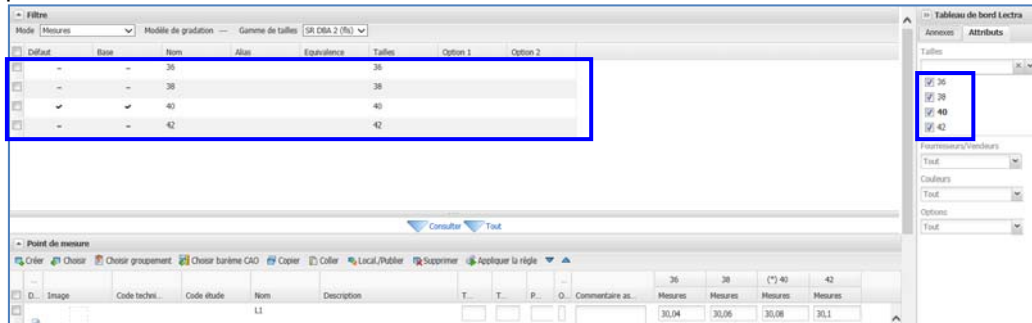 Filtre
Mode Mesures Modèle de gradation — Gamme de tailles SR DBA 2 (fls)
Défaut Base Nom Alias Equivalence Tailles Option 1 Option 2
– – 36 36
– – 38 38
40 40
– – 42 42
Consulter Tout
Point de mesure
Créer Choisir Choisir groupement Choisir barème CAO Copier Coller Local./Publier Supprimer Appliquer la règle
... ... 36 38 (*) 40 42
D... Image Code techni... Code étude Nom Description T... T... P... O... Commentaire as... Mesures Mesures Mesures Mesures
L1 30,04 30,06 30,08 30,1
Tableau de bord Lectra
Annexes Attributs
Tailles
36
38
40
42
Fournisseurs/Vendeurs
Tout
Couleurs
Tout
Options
Tout